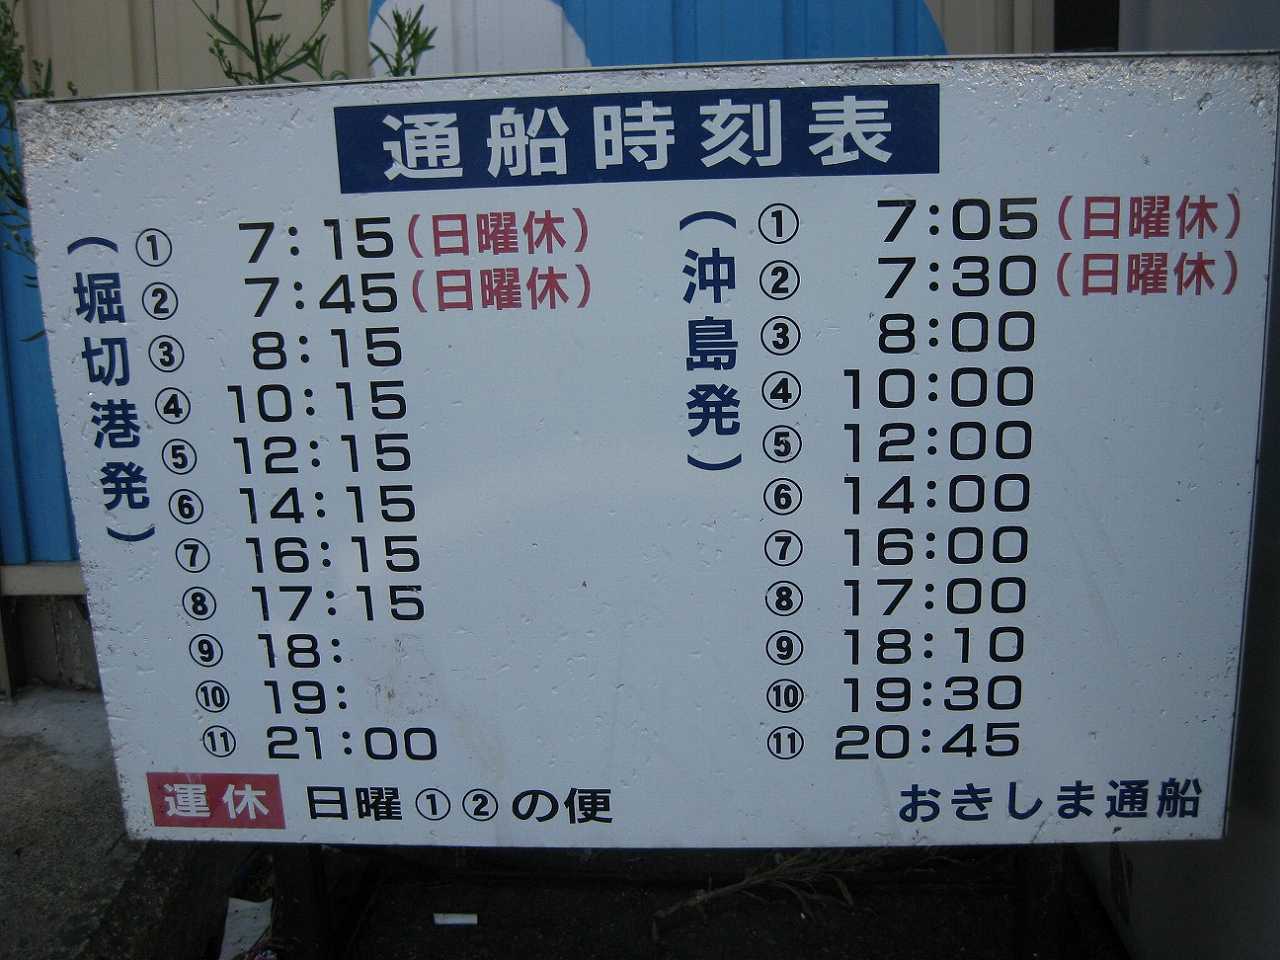 通船時刻表
(堀切港発)
① 7:15(日曜休)
② 7:45(日曜休)
③ 8:15
④ 10:15
⑤ 12:15
⑥ 14:15
⑦ 16:15
⑧ 17:15
⑨ 18:
⑩ 19:
⑪ 21:00
(沖島発)
① 7:05(日曜休)
② 7:30(日曜休)
③ 8:00
④ 10:00
⑤ 12:00
⑥ 14:00
⑦ 16:00
⑧ 17:00
⑨ 18:10
⑩ 19:30
⑪ 20:45
運休 日曜①②の便
おきしま通船